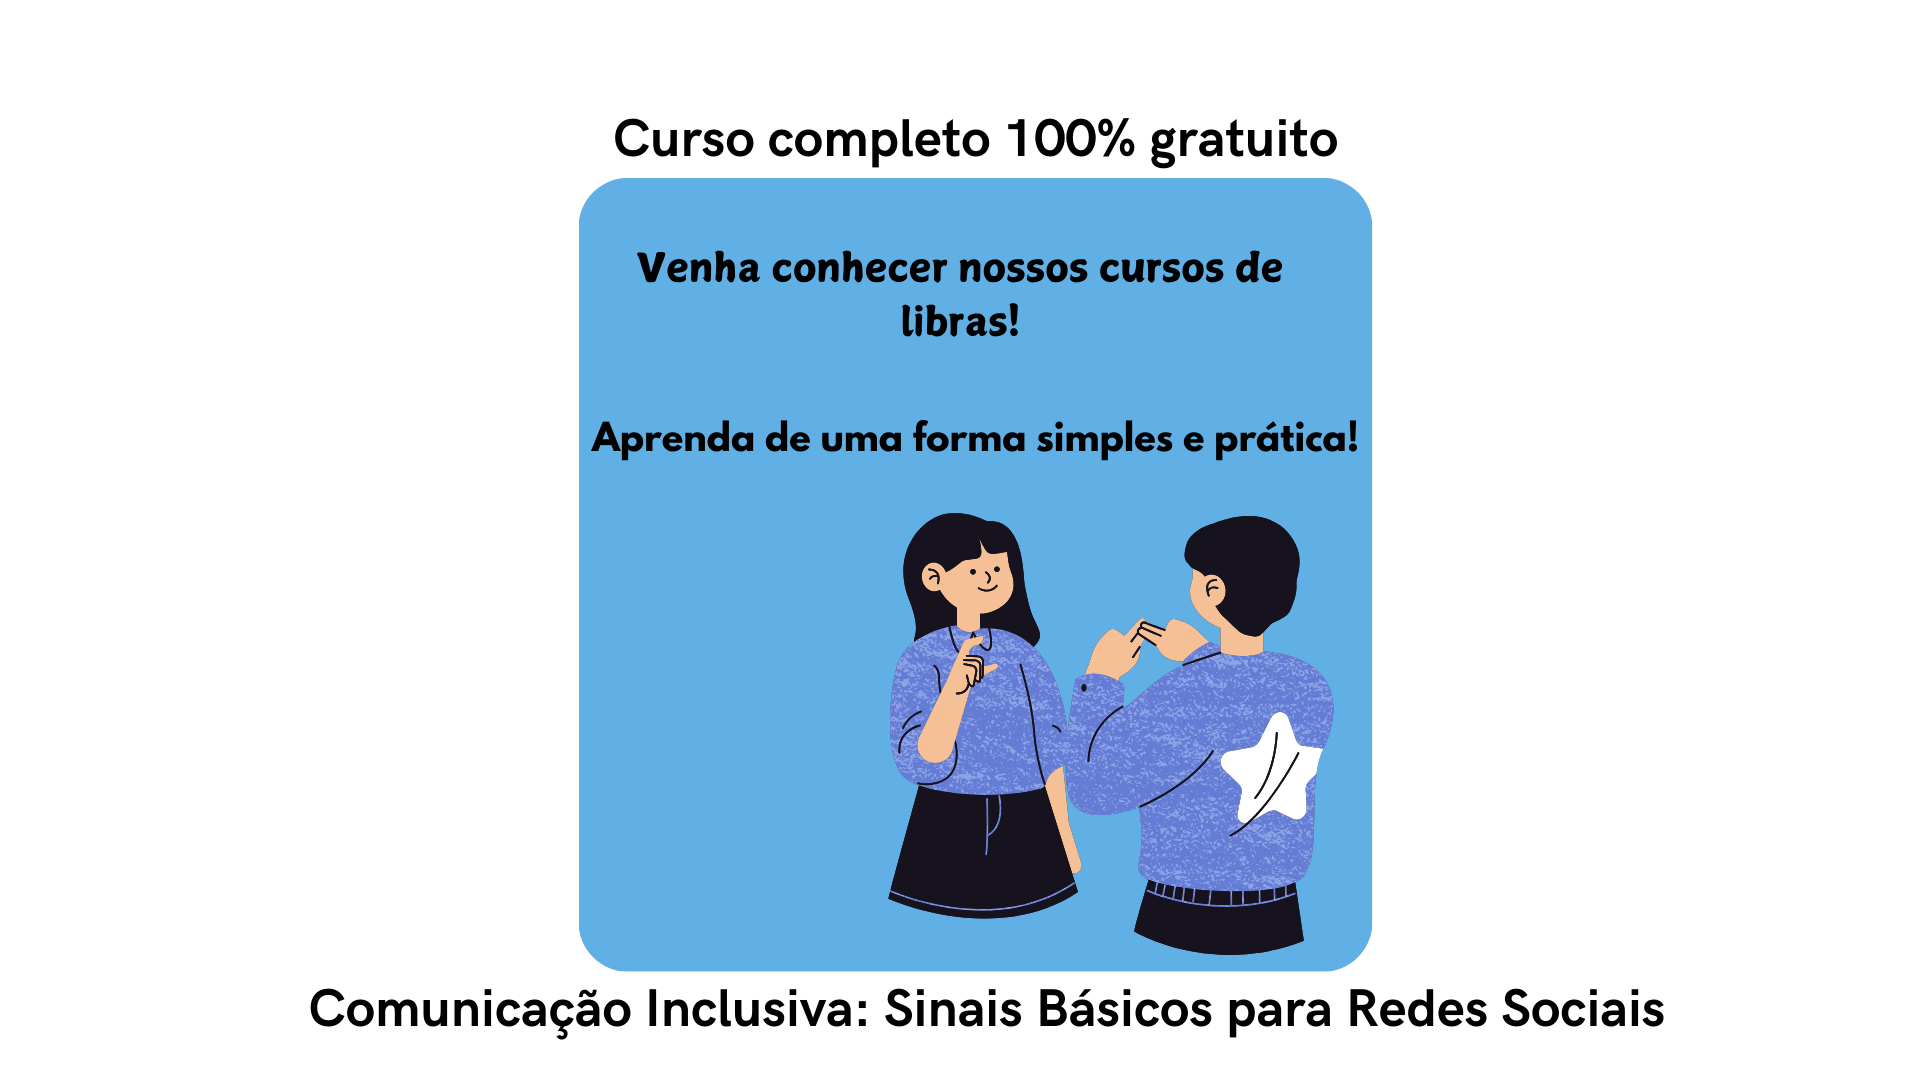 Curso completo 100% gratuito
Venha conhecer nossos cursos de
libras!
Aprenda de uma forma simples e prática!
Comunicação Inclusiva: Sinais Básicos para Redes Sociais